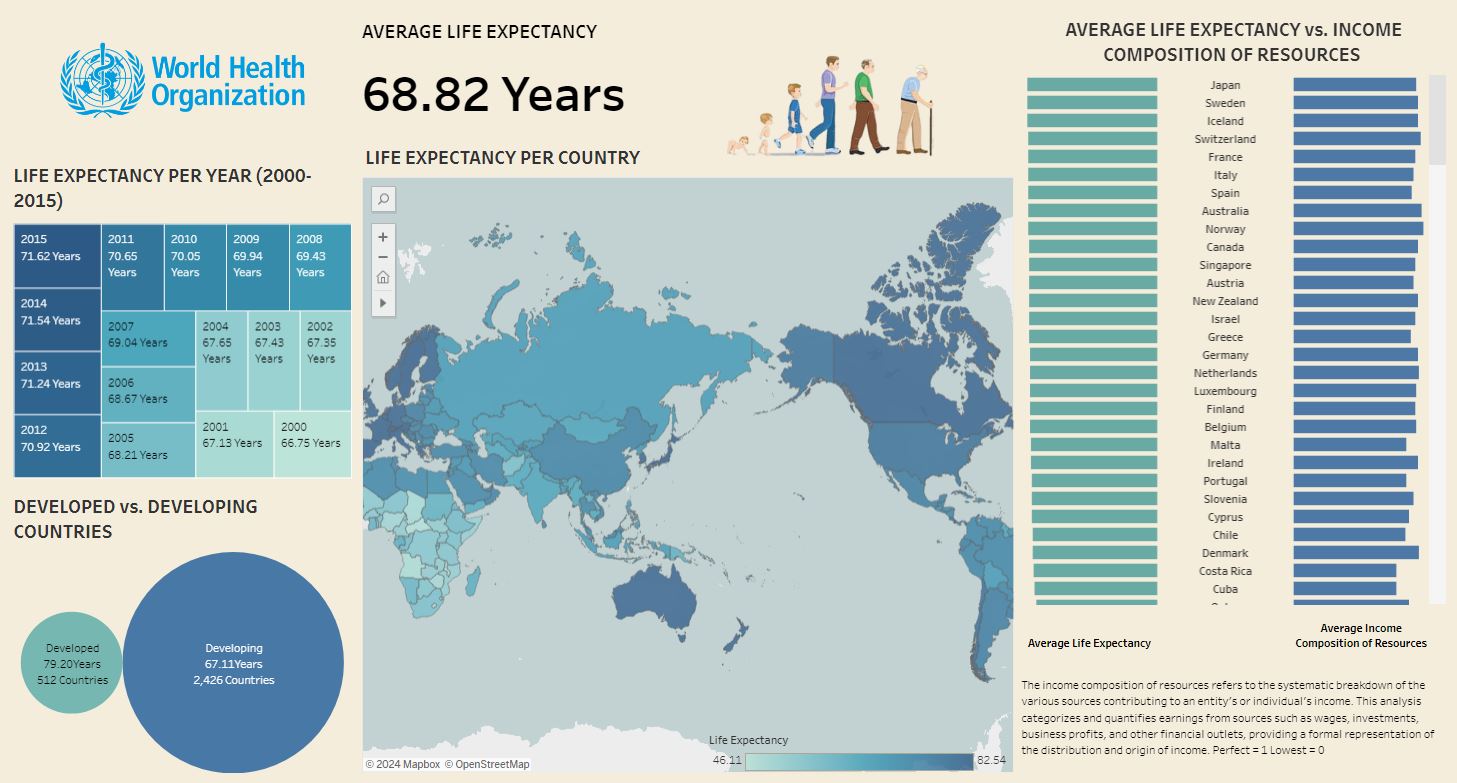 World Health
Organization
AVERAGE LIFE EXPECTANCY
68.82 Years
LIFE EXPECTANCY PER YEAR (2000-
2015)
2015
71.62 Years
2014
71.54 Years
2013
71.24 Years
2012
70.92 Years
2011
70.65
Years
2010
70.05
Years
2009
69.94
Years
2008
69.43
Years
2007
69.04 Years
2006
68.67 Years
2005
68.21 Years
2004
67.65
Years
2003
67.43
Years
2002
67.35
Years
2001
67.13 Years
2000
66.75 Years
DEVELOPED vs. DEVELOPING
COUNTRIES
Developed
79.20Years
512 Countries
Developing
67.11Years
2,426 Countries
LIFE EXPECTANCY PER COUNTRY
Life Expectancy
46.11
82.54
© 2024 Mapbox © OpenStreetMap
AVERAGE LIFE EXPECTANCY vs. INCOME
COMPOSITION OF RESOURCES
Japan
Sweden
Iceland
Switzerland
France
Italy
Spain
Australia
Norway
Canada
Singapore
Austria
New Zealand
Israel
Greece
Germany
Netherlands
Luxembourg
Finland
Belgium
Malta
Ireland
Portugal
Slovenia
Cyprus
Chile
Denmark
Costa Rica
Cuba
Average Life Expectancy
Average Income
Composition of Resources
The income composition of resources refers to the systematic breakdown of the
various sources contributing to an entity's or individual's income. This analysis
categorizes and quantifies earnings from sources such as wages, investments,
business profits, and other financial outlets, providing a formal representation of
the distribution and origin of income. Perfect = 1 Lowest = 0